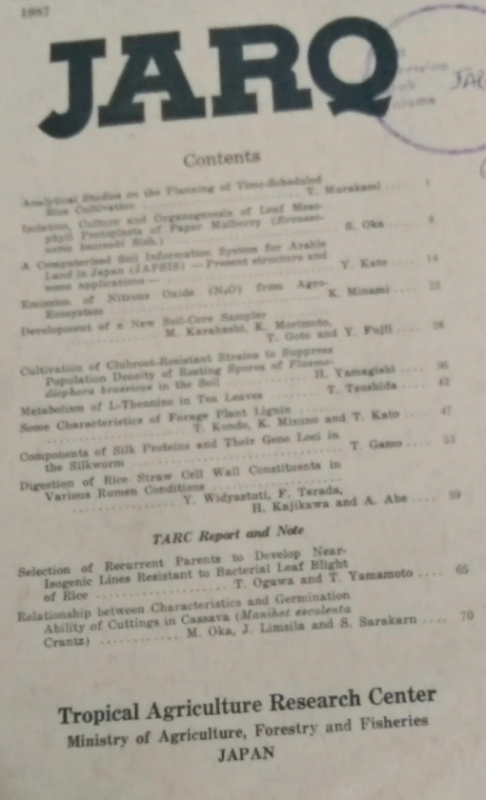 1987
JARQ
JAR
Contents
Analytical Studies on the Planning of Time-Scheduled
Rice Cultivation .................... T. Murakami ..... 1
Isolation, Culture and Organogenesis of Leaf Meso-
phyll Protoplasts of Paper Mulberry (Brousso-
netia kazinoki Sieb.) .................... S. Oka ..... 8
A Computerized Soil Information System for Arable
Land in Japan (JAPSIS) — Present structure and
some applications — .................... Y. Kato ..... 14
Emission of Nitrous Oxide (N₂O) from Agro-
Ecosystem .................... K. Minami ..... 22
Development of a New Soil-Core Sampler
M. Karahashi, K. Morimoto,
T. Goto and Y. Fujii .... 28
Cultivation of Clubroot-Resistant Strains to Suppress
Population Density of Resting Spores of Plasmo-
diophora brassicae in the Soil ........ H. Yamagishi .... 36
Metabolism of L-Theanine in Tea Leaves ........ T. Tsushida .... 42
Some Characteristics of Forage Plant Lignin
.................... T. Kondo, K. Mizuno and T. Kato .... 47
Components of Silk Proteins and Their Gene Loci in
the Silkworm .................... T. Gamo .... 53
Digestion of Rice Straw Cell Wall Constituents in
Various Rumen Conditions ....................
.............. Y. Widyastuti, F. Terada,
H. Kajikawa and A. Abe .... 59
TARC Report and Note
Selection of Recurrent Parents to Develop Near-
Isogenic Lines Resistant to Bacterial Leaf Blight
of Rice .................... T. Ogawa and T. Yamamoto .... 65
Relationship between Characteristics and Germination
Ability of Cuttings in Cassava (Manihot esculenta
Crantz) ............ M. Oka, J. Limsila and S. Sarakarn .... 70
Tropical Agriculture Research Center
Ministry of Agriculture, Forestry and Fisheries
JAPAN